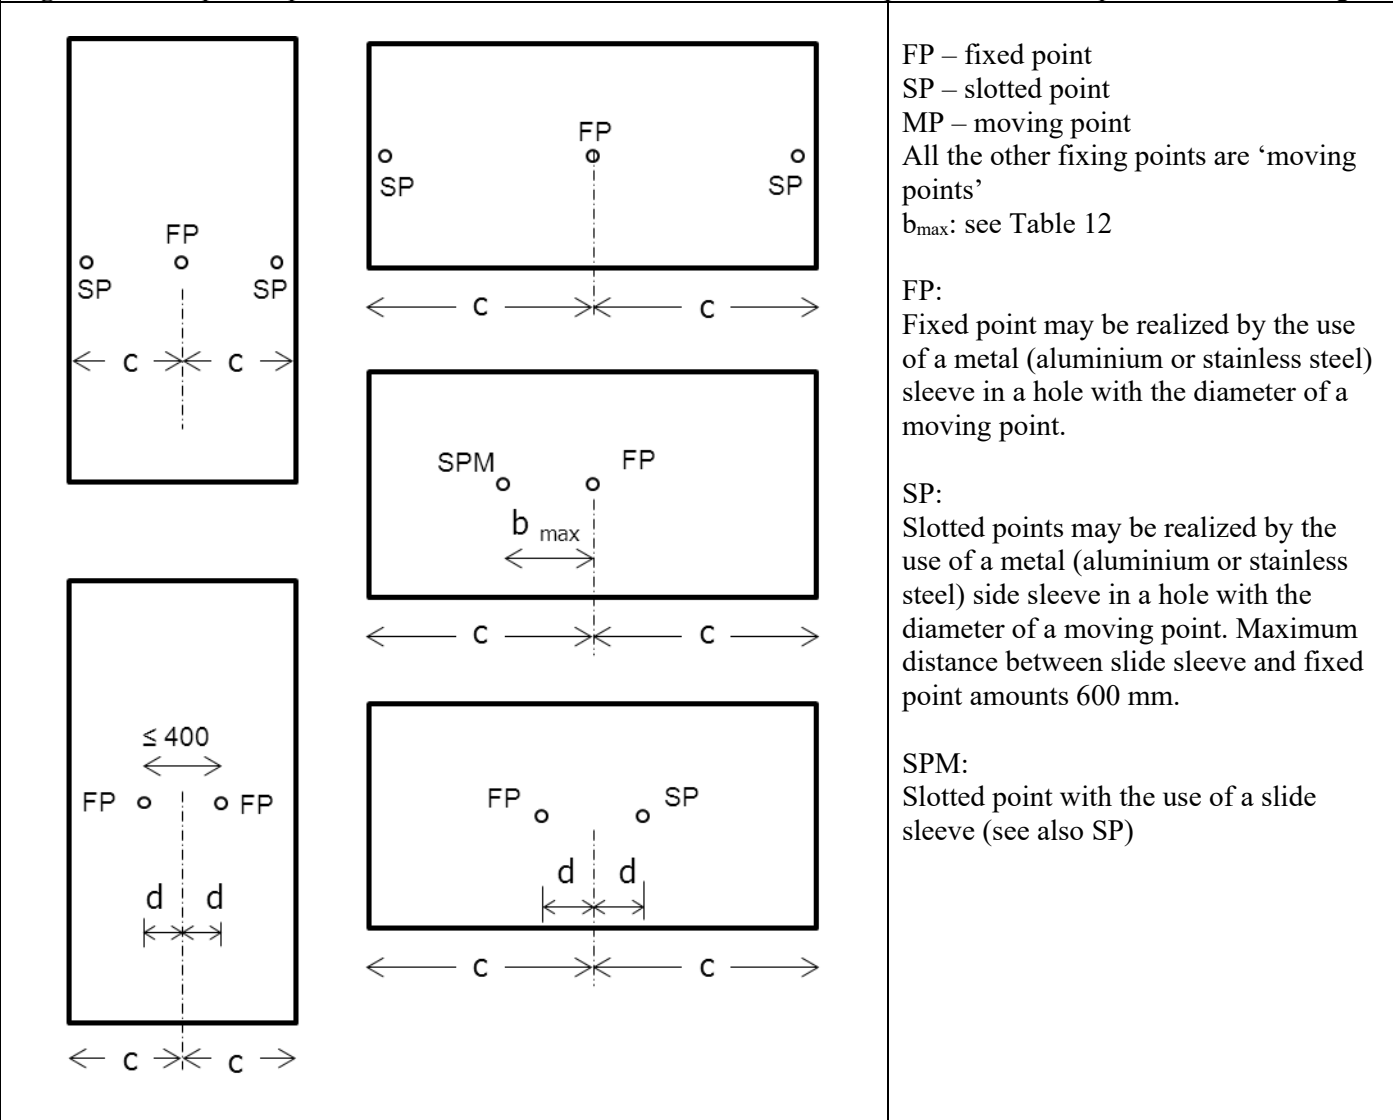 FP
SP
SP
c
c
FP
SP
SP
c
c
SPM
FP
b max
c
c
≤ 400
FP
FP
d
d
c
c
FP
SP
d
d
c
c
FP – fixed point
SP – slotted point
MP – moving point
All the other fixing points are ‘moving
points’
bmax: see Table 12
FP:
Fixed point may be realized by the use
of a metal (aluminium or stainless steel)
sleeve in a hole with the diameter of a
moving point.
SP:
Slotted points may be realized by the
use of a metal (aluminium or stainless
steel) side sleeve in a hole with the
diameter of a moving point. Maximum
distance between slide sleeve and fixed
point amounts 600 mm.
SPM:
Slotted point with the use of a slide
sleeve (see also SP)